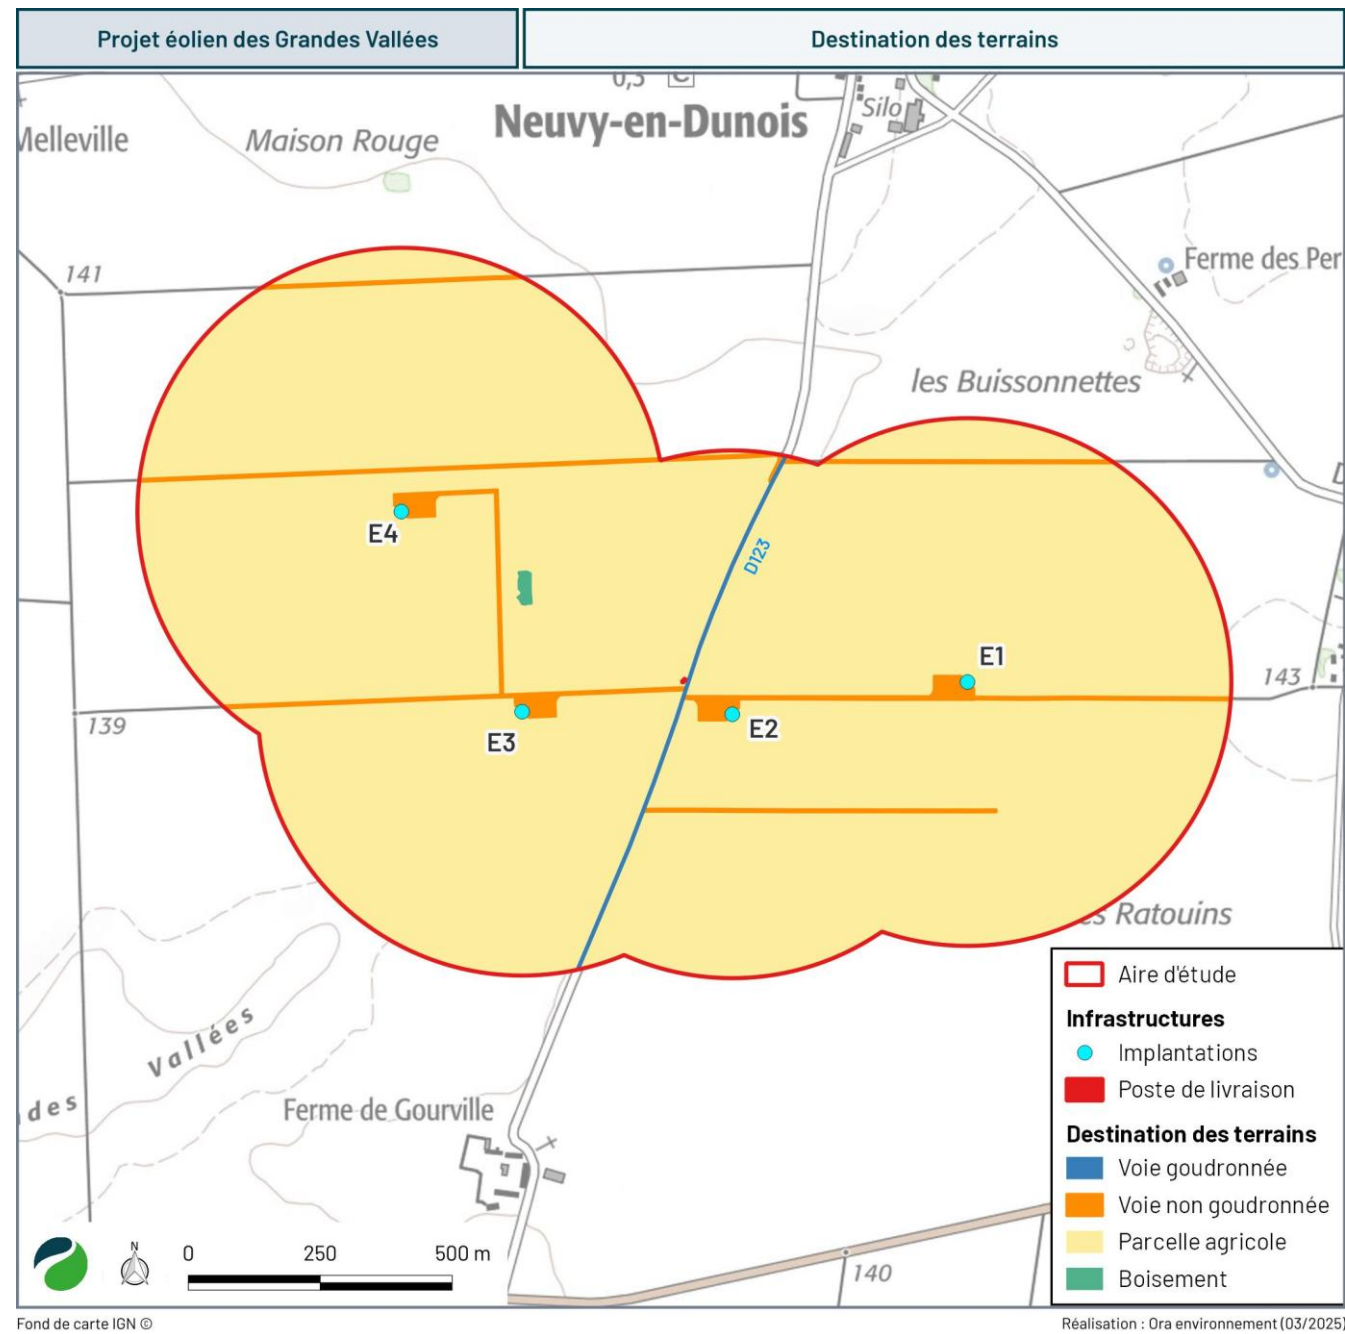 Projet éolien des Grandes Vallées
Destination des terrains
0,3 C
Neuvy-en-Dunois
Silo
Melleville
Maison Rouge
Ferme des Per
141
les Buissonnettes
D123
E4
E1
143
E3
E2
139
Ratouins
Vallées
des
Ferme de Gourville
140
Aire d'étude
Infrastructures
Implantations
Poste de livraison
Destination des terrains
Voie goudronnée
Voie non goudronnée
Parcelle agricole
Boisement
N
0 250 500 m
Fond de carte IGN ©
Réalisation : Ora environnement (03/2025)